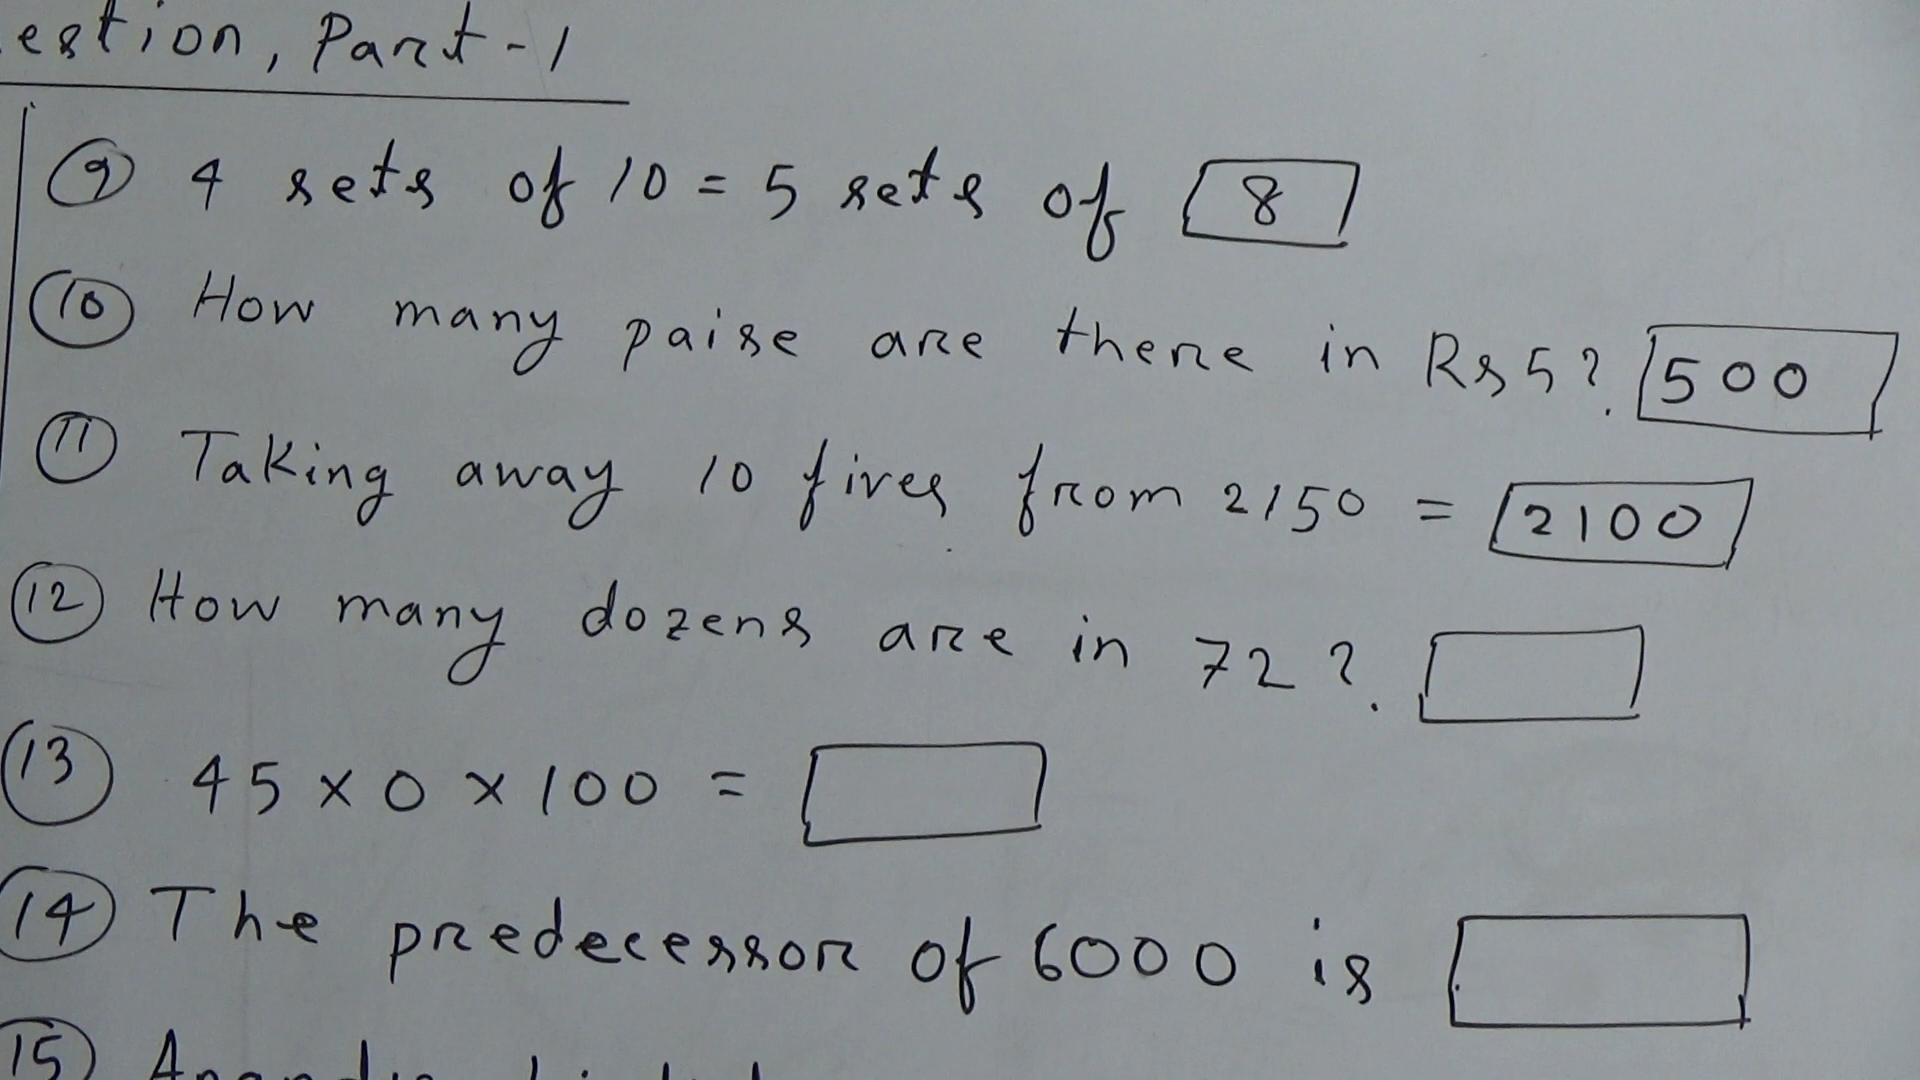 estion, Part-1
9 4 sets of 10 = 5 sets of 8
10 How many paise are there in Rs 5? 500
11 Taking away 10 fives from 2150 = 2100
12 How many dozens are in 72?
13 45 x 0 x 100 =
14 The predecessor of 6000 is
15